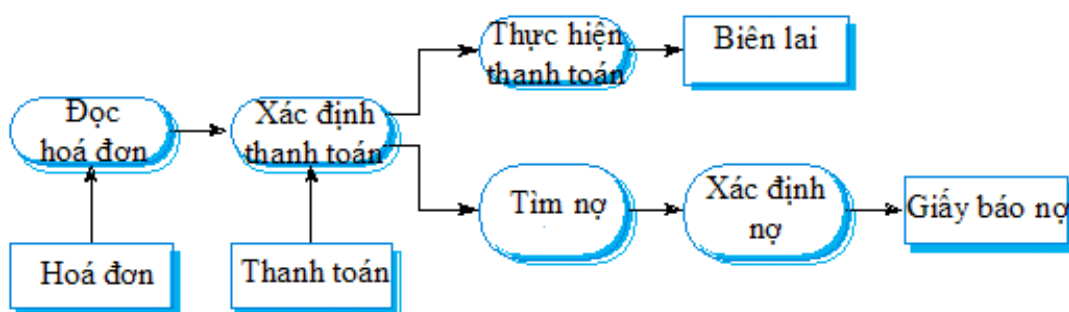 Thực hiện
thanh toán
Biên lai
Đọc
hoá đơn
Xác định
thanh toán
Tìm nợ
Xác định
nợ
Giấy báo nợ
Hoá đơn
Thanh toán